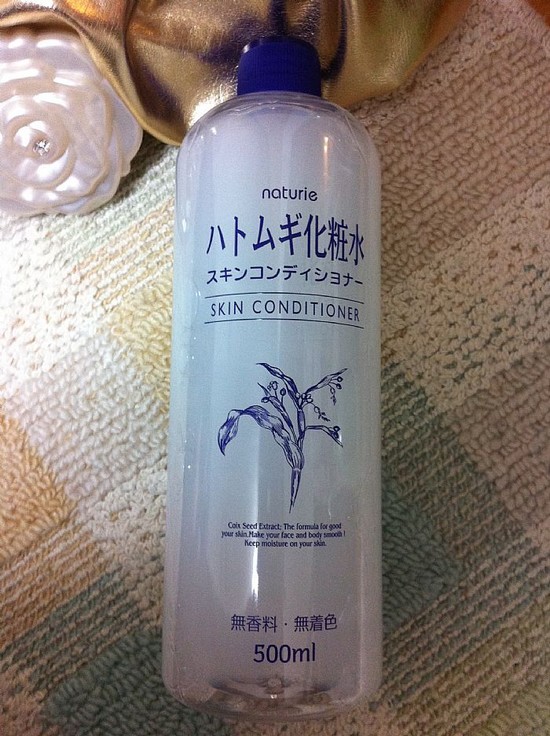 naturie
ハトムギ化粧水
スキンコンディショナー
SKIN CONDITIONER
Coix Seed Extract; The formula for good
your skin.Make your face and body smooth !
Keep moisture on your skin.
無香料・無着色
500ml